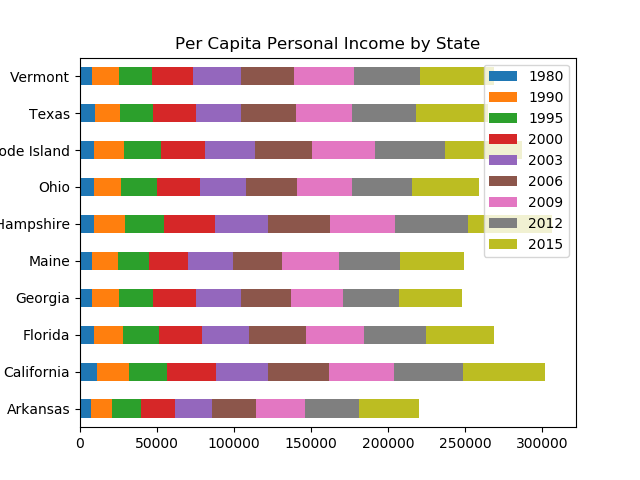 Per Capita Personal Income by State
Vermont
Texas
ode Island
Ohio
Hampshire
Maine
Georgia
Florida
California
Arkansas
0 50000 100000 150000 200000 250000 300000
1980
1990
1995
2000
2003
2006
2009
2012
2015